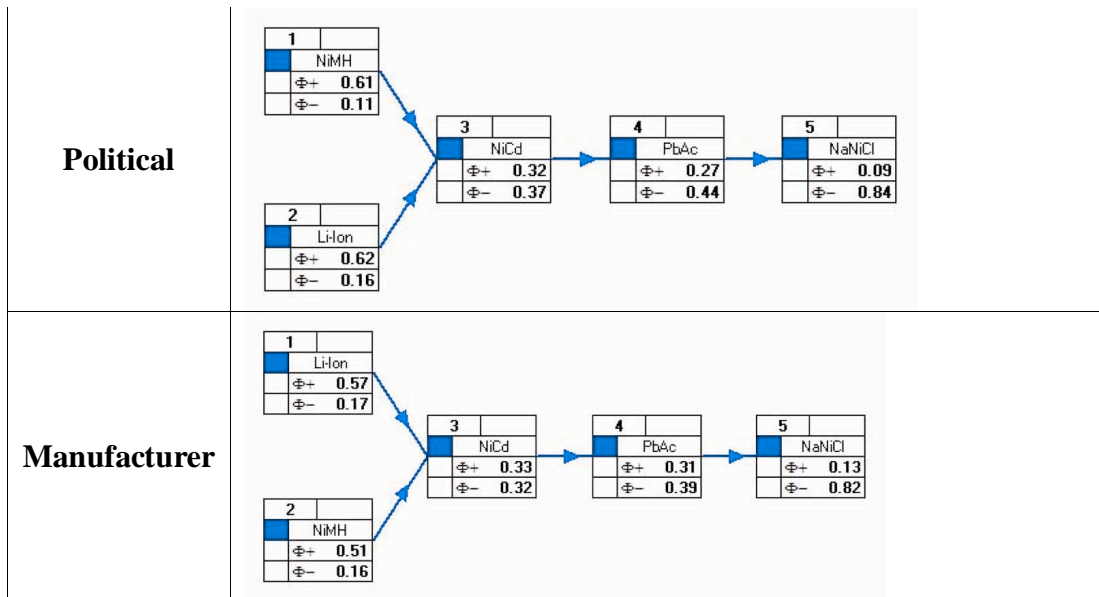 Political
1
NiMH
Φ+ 0.61
Φ− 0.11
2
Li-Ion
Φ+ 0.62
Φ− 0.16
3
NiCd
Φ+ 0.32
Φ− 0.37
4
PbAc
Φ+ 0.27
Φ− 0.44
5
NaNiCl
Φ+ 0.09
Φ− 0.84
Manufacturer
1
Li-Ion
Φ+ 0.57
Φ− 0.17
2
NiMH
Φ+ 0.51
Φ− 0.16
3
NiCd
Φ+ 0.33
Φ− 0.32
4
PbAc
Φ+ 0.31
Φ− 0.39
5
NaNiCl
Φ+ 0.13
Φ− 0.82